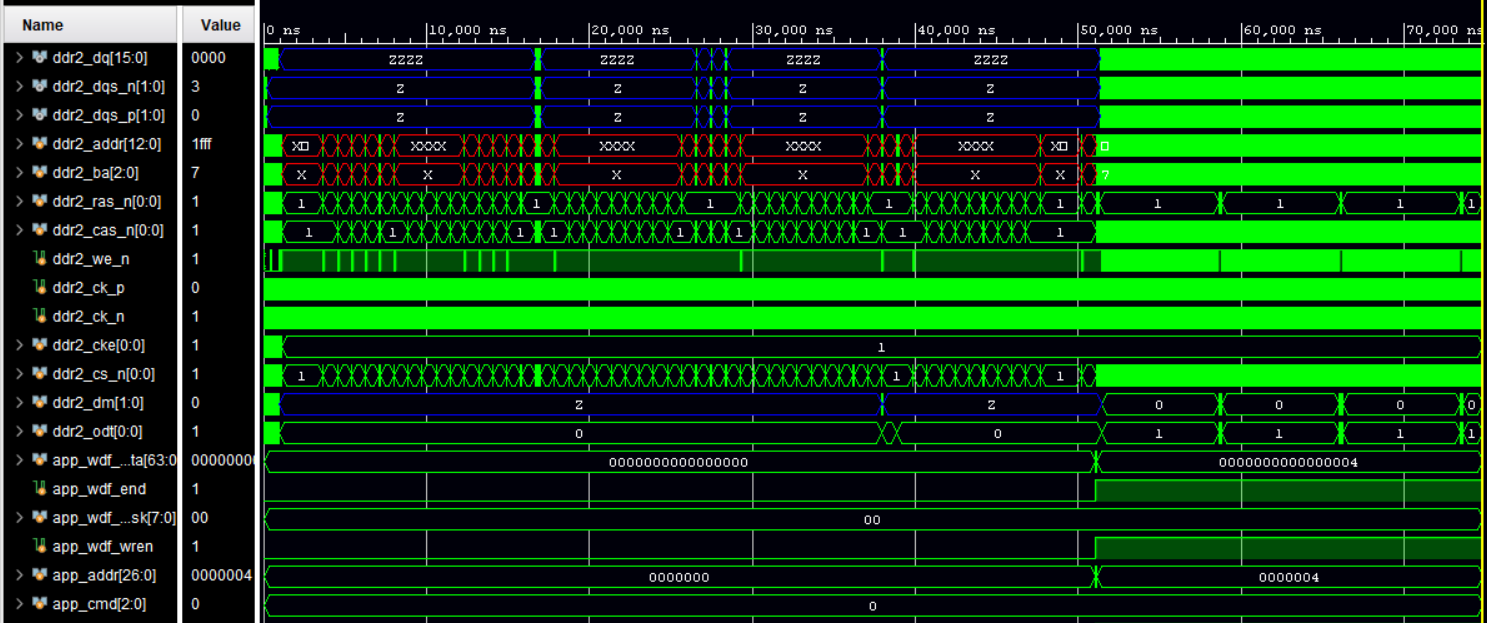 Name Value
0 ns 10,000 ns 20,000 ns 30,000 ns 40,000 ns 50,000 ns 60,000 ns 70,000 ns
ddr2_dq[15:0] 0000 ZZZZ ZZZZ ZZZZ ZZZZ
ddr2_dqs_n[1:0] 3 Z Z Z Z
ddr2_dqs_p[1:0] 0 Z Z Z Z
ddr2_addr[12:0] 1fff X XXXX XXXX XXXX XXXX X
ddr2_ba[2:0] 7 X X X X X X 7
ddr2_ras_n[0:0] 1 1 1 1 1 1 1 1 1 1
ddr2_cas_n[0:0] 1 1 1 1 1 1 1 1 1 1
ddr2_we_n 1
ddr2_ck_p 0
ddr2_ck_n 1
ddr2_cke[0:0] 1 1
ddr2_cs_n[0:0] 1 1 1 1
ddr2_dm[1:0] 0 Z Z 0 0 0 0
ddr2_odt[0:0] 1 0 0 1 1 1 1
app_wdf_...ta[63:0 00000000 0000000000000000 0000000000000004
app_wdf_end 1
app_wdf_...sk[7:0] 00 00
app_wdf_wren 1
app_addr[26:0] 0000004 0000000 0000004
app_cmd[2:0] 0 0